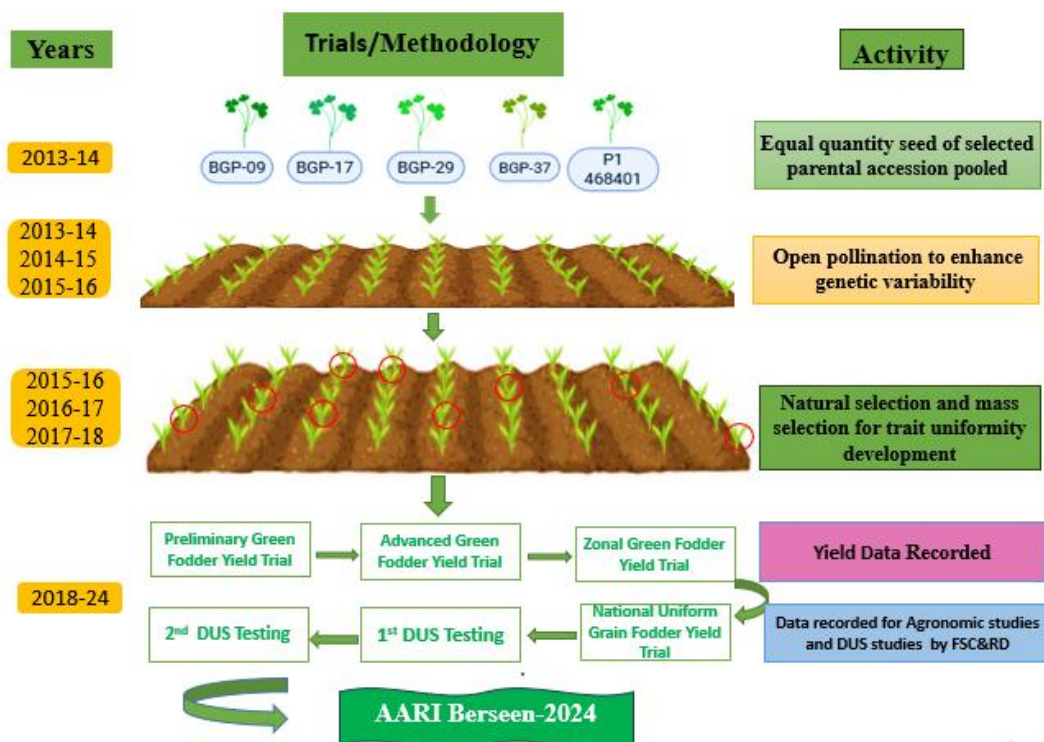 Years
Trials/Methodology
Activity
2013-14
BGP-09
BGP-17
BGP-29
BGP-37
P1
468401
Equal quantity seed of selected
parental accession pooled
2013-14
2014-15
2015-16
Open pollination to enhance
genetic variability
2015-16
2016-17
2017-18
Natural selection and mass
selection for trait uniformity
development
2018-24
Preliminary Green
Fodder Yield Trial
Advanced Green
Fodder Yield Trial
Zonal Green Fodder
Yield Trial
Yield Data Recorded
National Uniform
Grain Fodder Yield
Trial
1st DUS Testing
2nd DUS Testing
Data recorded for Agronomic studies
and DUS studies by FSC&RD
AARI Berseen-2024